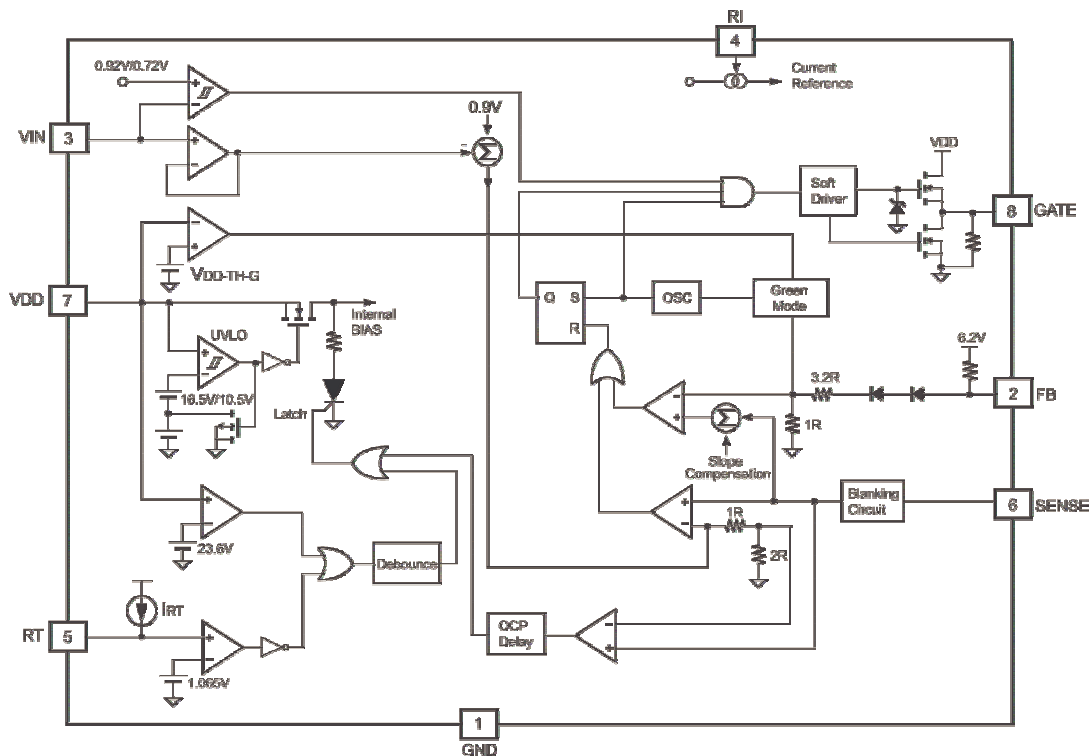 RI
4
0.92V/0.72V
Current
Reference
0.9V
VIN
3
Σ
VDD
Soft
Driver
8
GATE
VDD-TH-G
VDD
7
Q
S
R
OSC
Green
Mode
Internal
BIAS
UVLO
6.2V
16.5V/10.5V
3.2R
2
FB
Latch
Σ
1R
Slope
Compensation
Blanking
Circuit
6
SENSE
1R
23.6V
Debounce
2R
IRT
RT
5
OCP
Delay
1.065V
1
GND